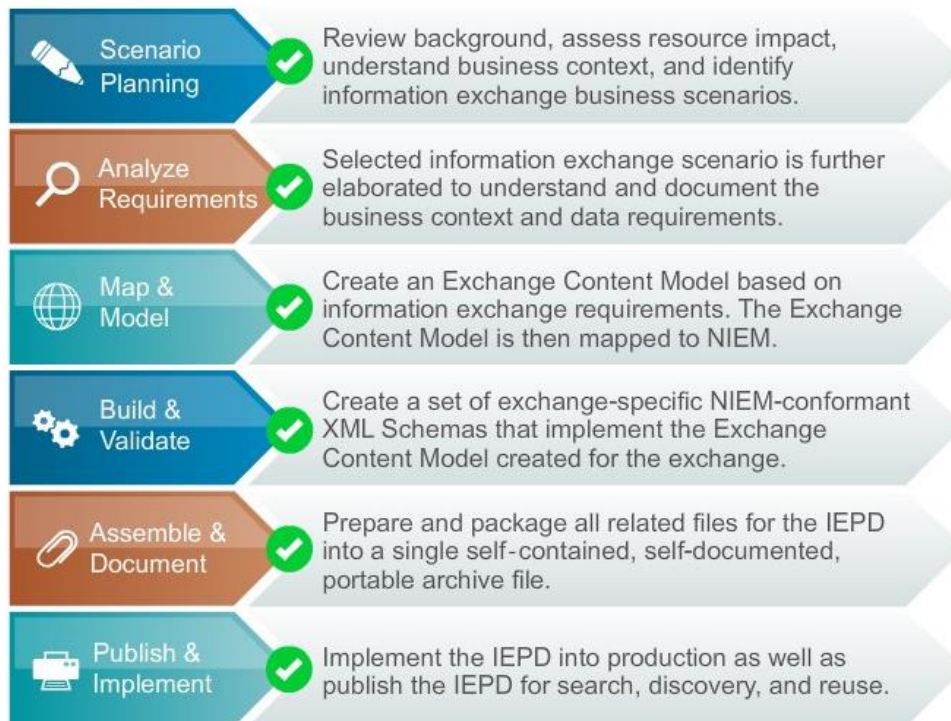 Scenario
Planning
Review background, assess resource impact,
understand business context, and identify
information exchange business scenarios.
Analyze
Requirements
Selected information exchange scenario is further
elaborated to understand and document the
business context and data requirements.
Map &
Model
Create an Exchange Content Model based on
information exchange requirements. The Exchange
Content Model is then mapped to NIEM.
Build &
Validate
Create a set of exchange-specific NIEM-conformant
XML Schemas that implement the Exchange
Content Model created for the exchange.
Assemble &
Document
Prepare and package all related files for the IEPD
into a single self-contained, self-documented,
portable archive file.
Publish &
Implement
Implement the IEPD into production as well as
publish the IEPD for search, discovery, and reuse.